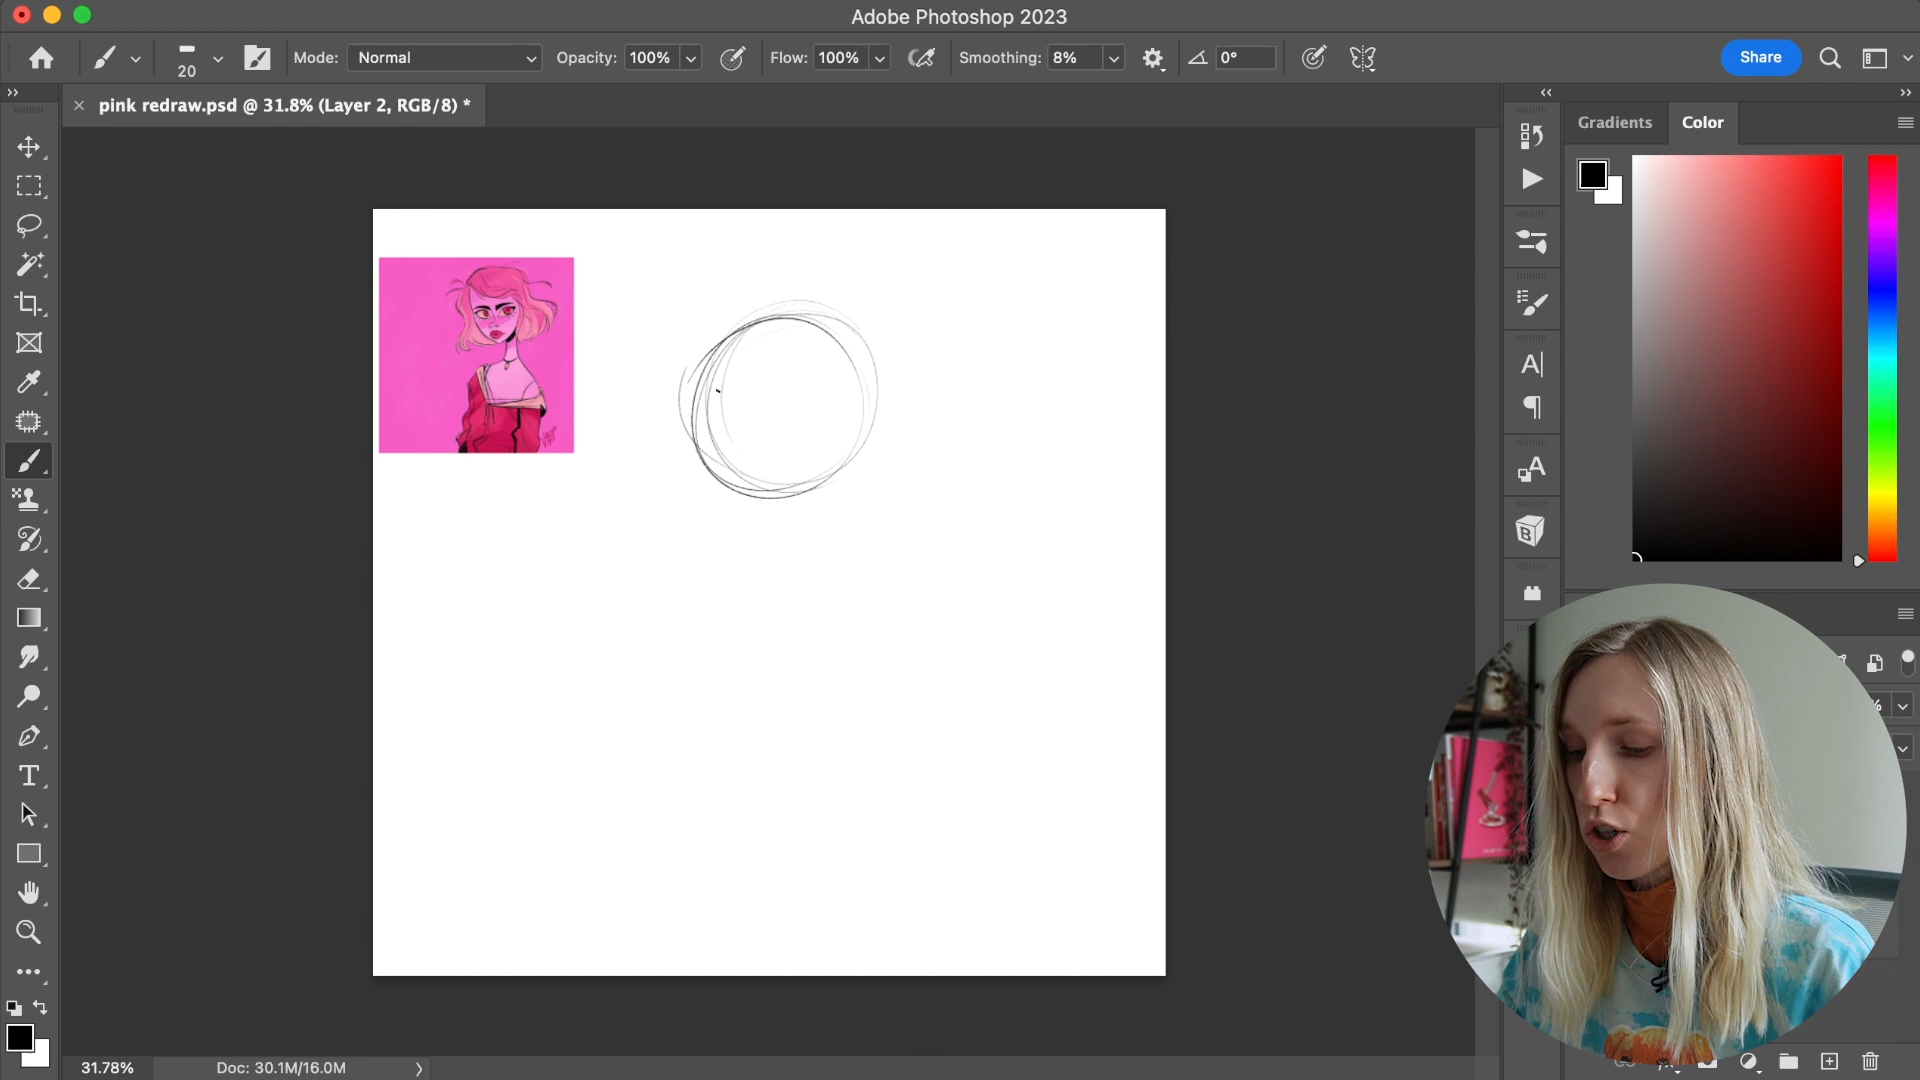 Adobe Photoshop 2023
20
Mode: Normal Opacity: 100% Flow: 100% Smoothing: 8% 0°
Share
pink redraw.psd @ 31.8% (Layer 2, RGB/8) *
Gradients Color
%
31.78% Doc: 30.1M/16.0M